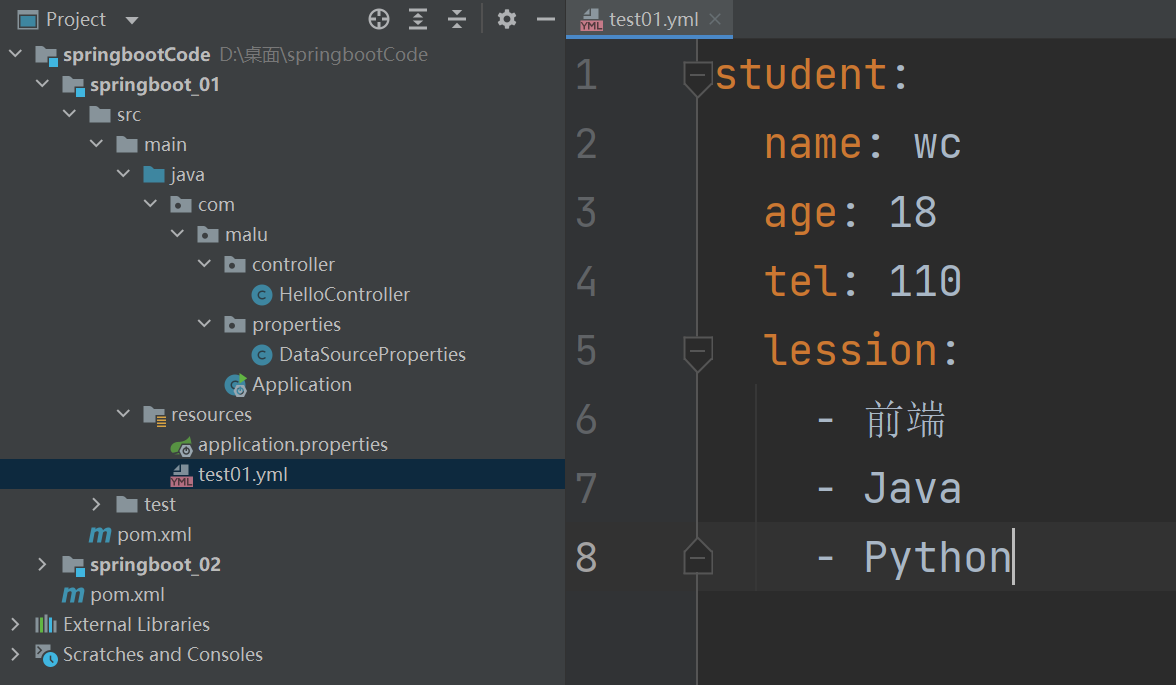 Project
springbootCode D:\桌面\springbootCode
springboot_01
src
main
java
com
malu
controller
HelloController
properties
DataSourceProperties
Application
resources
application.properties
test01.yml
test
pom.xml
springboot_02
pom.xml
External Libraries
Scratches and Consoles
test01.yml
1 student:
2 name: wc
3 age: 18
4 tel: 110
5 lession:
6 - 前端
7 - Java
8 - Python